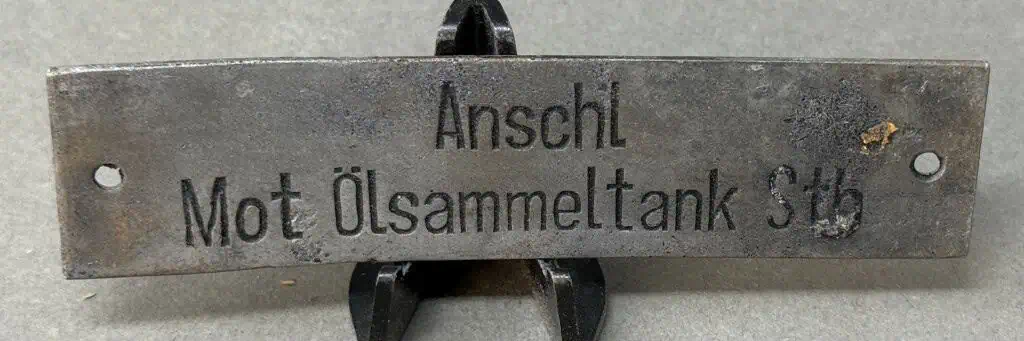 Anschl
Mot Ölsammeltank Stb